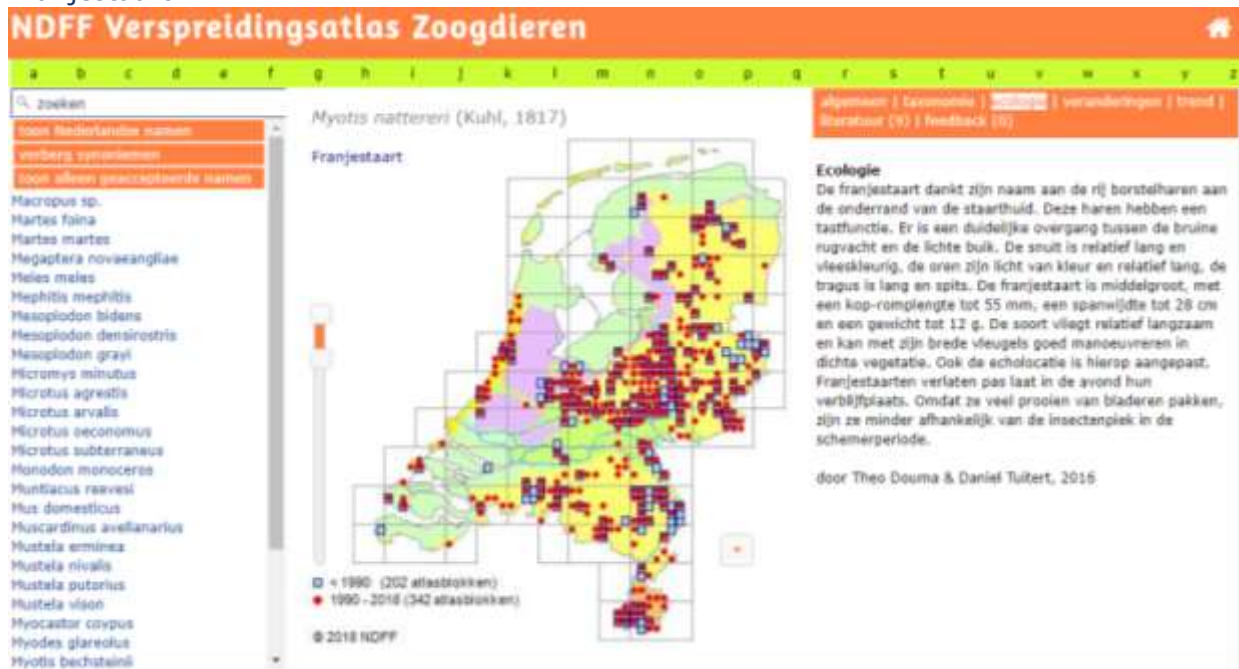 NDFF Verspreidingsatlas Zoogdieren
a b c d e f g h i j k l m n o p q r s t u v w x y z
zoeken
toon Nederlandse namen
verberg synoniemen
toon alleen geaccepteerde namen
Macropus sp.
Martes foina
Martes martes
Megaptera novaeangliae
Meles meles
Mephitis mephitis
Mesoplodon bidens
Mesoplodon densirostris
Mesoplodon grayi
Micromys minutus
Microtus agrestis
Microtus arvalis
Microtus oeconomus
Microtus subterraneus
Monodon monoceros
Muntiacus reevesi
Mus domesticus
Muscardinus avellanarius
Mustela erminea
Mustela nivalis
Mustela putorius
Mustela vison
Myocastor coypus
Myodes glareolus
Myotis bechsteinii
Myotis nattereri (Kuhl, 1817)
Franjestaart
< 1990 (202 atlasblokken)
1990 - 2018 (342 atlasblokken)
© 2018 NDFF
algemeen | taxonomie | ecologie | veranderingen | trend |
literatuur (9) | feedback (0)
Ecologie
De franjestaart dankt zijn naam aan de rij borstelharen aan
de onderrand van de staarthuid. Deze haren hebben een
tastfunctie. Er is een duidelijke overgang tussen de bruine
rugvacht en de lichte buik. De snuit is relatief lang en
vleeskleurig, de oren zijn licht van kleur en relatief lang, de
tragus is lang en spits. De franjestaart is middelgroot, met
een kop-romplengte tot 55 mm, een spanwijdte tot 28 cm
en een gewicht tot 12 g. De soort vliegt relatief langzaam
en kan met zijn brede vleugels goed manoeuvreren in
dichte vegetatie. Ook de echolocatie is hierop aangepast.
Franjestaarten verlaten pas laat in de avond hun
verblijfplaats. Omdat ze veel prooien van bladeren pakken,
zijn ze minder afhankelijk van de insectenpiek in de
schemerperiode.
door Theo Douma & Daniel Tuitert, 2016